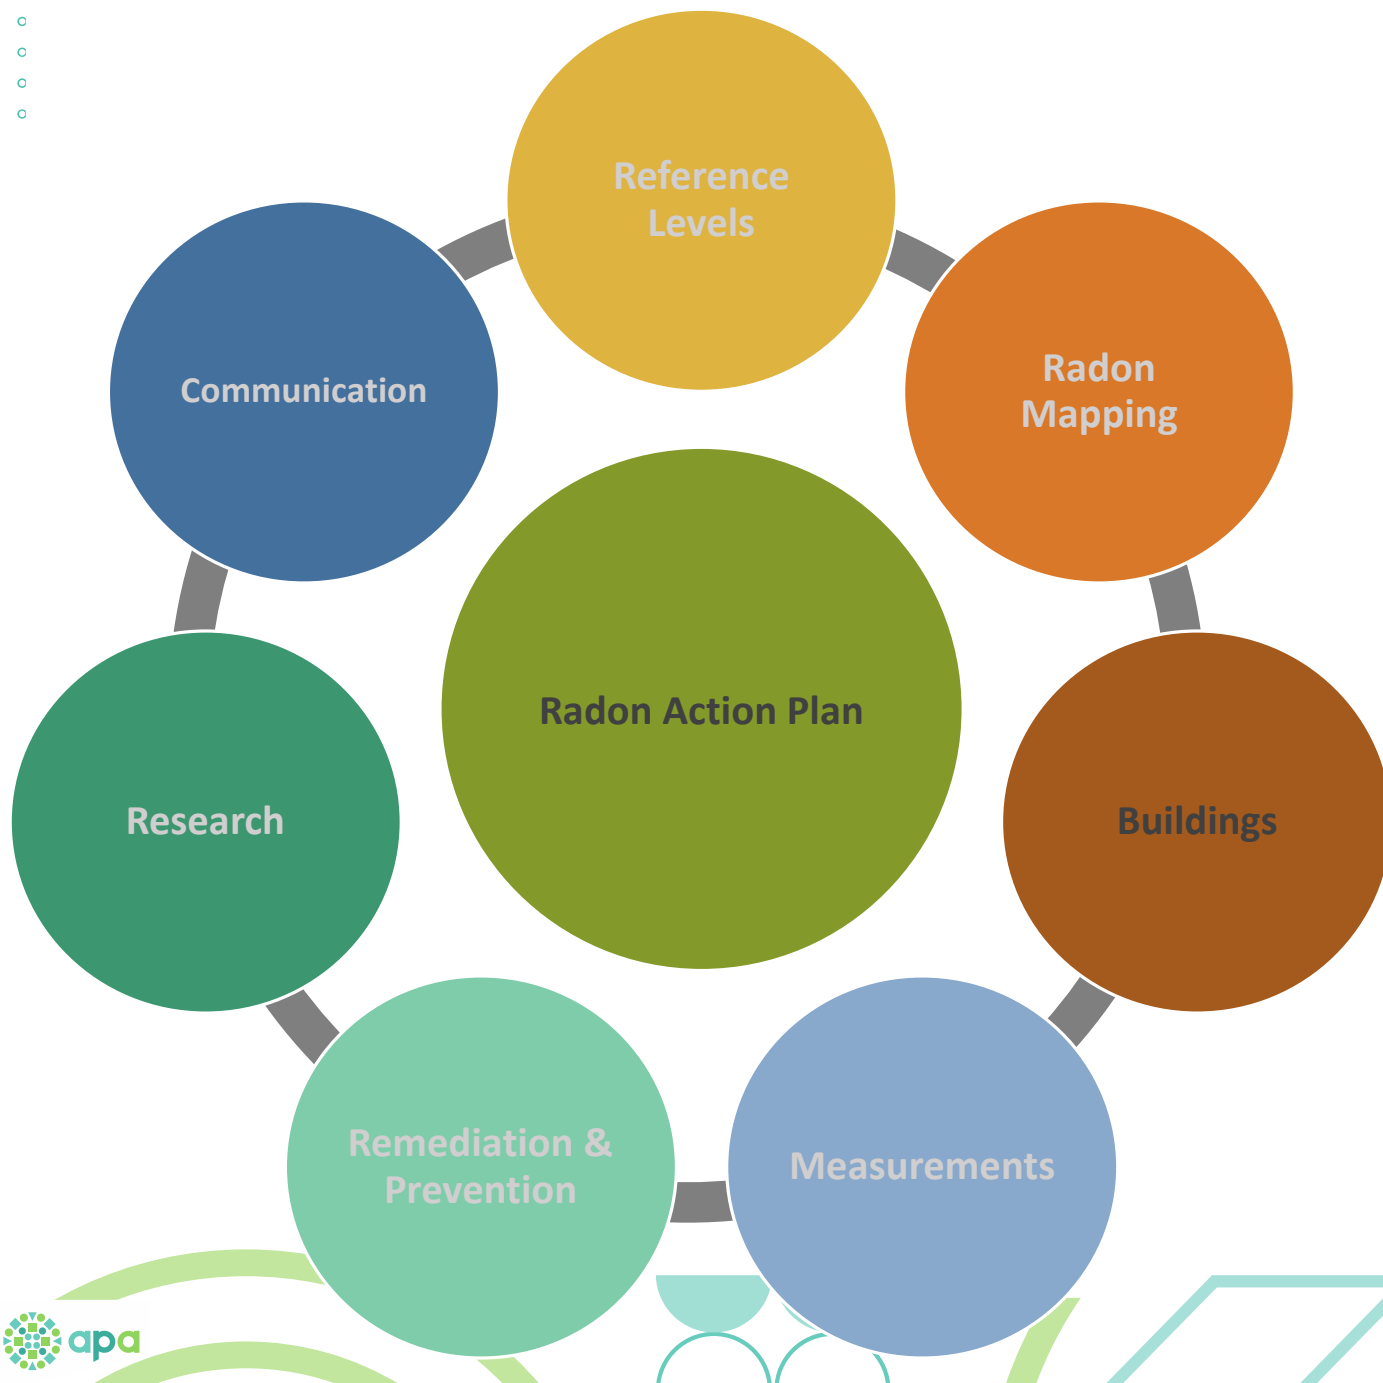 Reference
Levels
Radon
Mapping
Communication
Radon Action Plan
Buildings
Research
Remediation &
Prevention
Measurements
apa